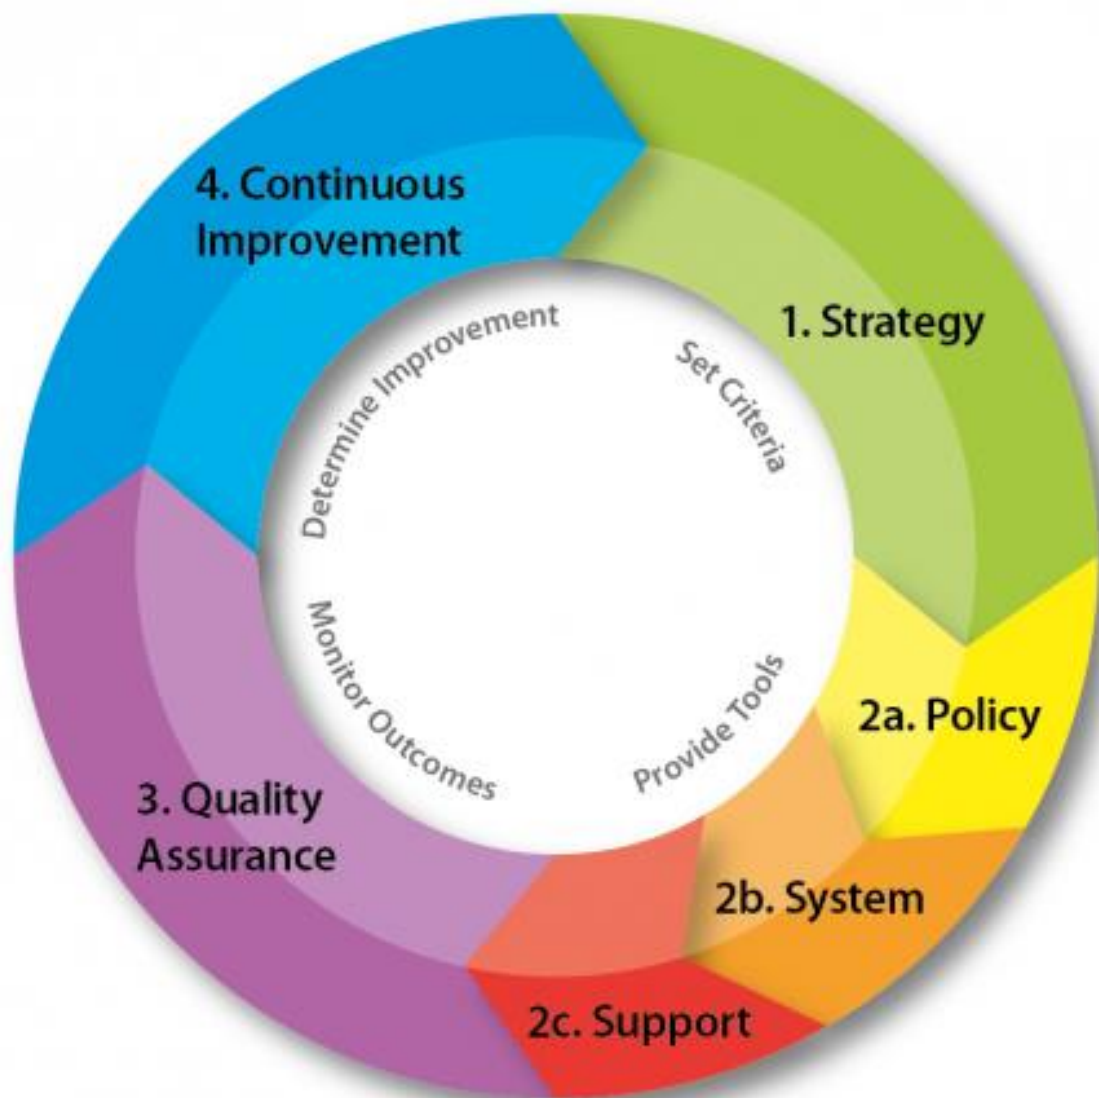 4. Continuous
Improvement
1. Strategy
Determine Improvement
Set Criteria
Monitor Outcomes
Provide Tools
2a. Policy
3. Quality
Assurance
2b. System
2c. Support